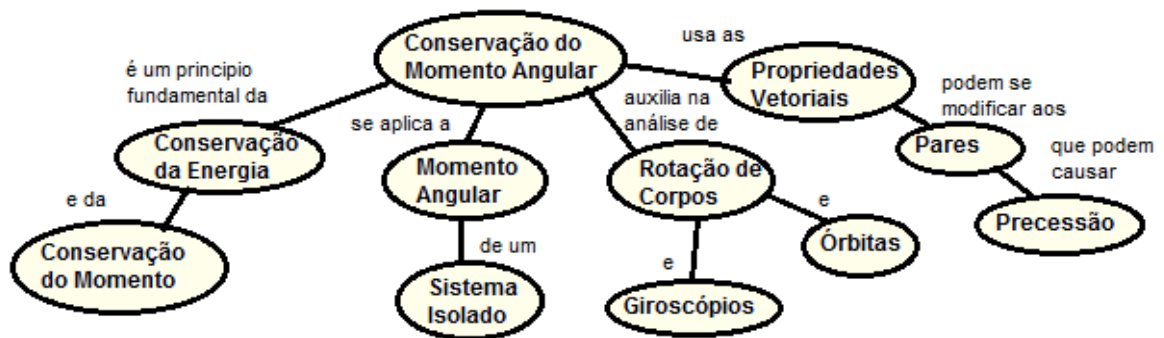 Conservação do
Momento Angular
é um principio
fundamental da
Conservação
da Energia
e da
Conservação
do Momento
se aplica a
Momento
Angular
de um
Sistema
Isolado
auxilia na
análise de
Rotação de
Corpos
e
Giroscópios
e
Órbitas
usa as
Propriedades
Vetoriais
podem se
modificar aos
Pares
que podem
causar
Precessão